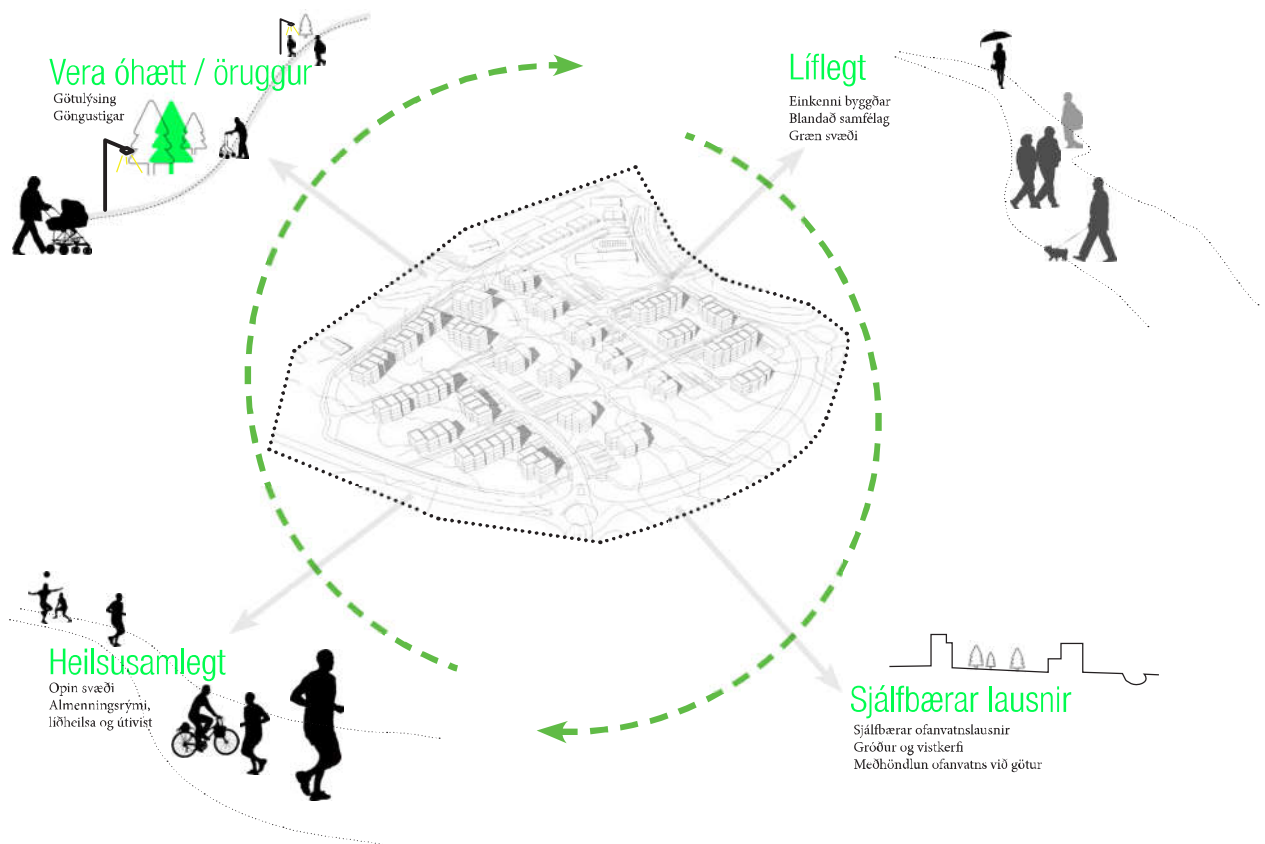 Vera óhætt / öruggur
Götulýsing
Göngustigar
Líflegt
Einkenni byggðar
Blandað samfélag
Græn svæði
Heilsusamlegt
Opin svæði
Almenningsrými,
líðheilsa og útivist
Sjálfbærar lausnir
Sjálfbærar ofanvatnslausnir
Gróður og vistkerfi
Meðhöndlun ofanvatns við götur